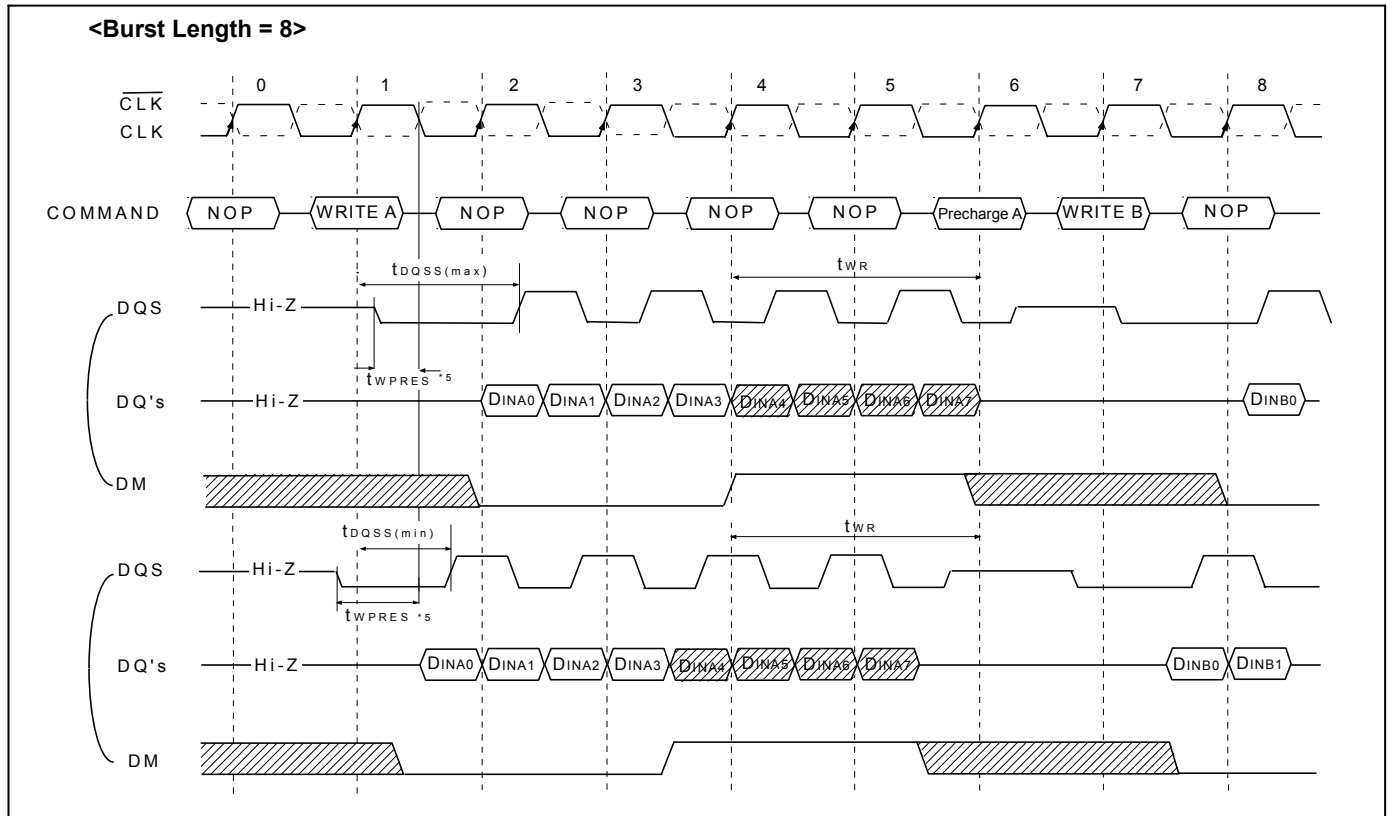 <Burst Length = 8>
0 1 2 3 4 5 6 7 8
CLK
CLK
COMMAND NOP WRITE A NOP NOP NOP NOP Precharge A WRITE B NOP
tDQSS(max) tWR
DQS Hi-Z
tWPRES *5
DQ's Hi-Z DINA0 DINA1 DINA2 DINA3 DINA4 DINA5 DINA6 DINA7 DINB0
DM
tDQSS(min) tWR
DQS Hi-Z
tWPRES *5
DQ's Hi-Z DINA0 DINA1 DINA2 DINA3 DINA4 DINA5 DINA6 DINA7 DINB0 DINB1
DM